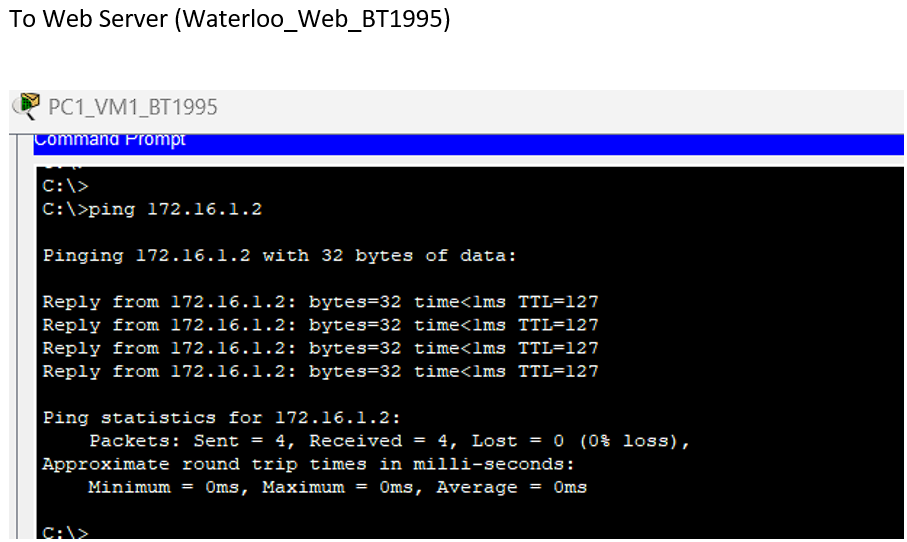 To Web Server (Waterloo_Web_BT1995)
PC1_VM1_BT1995
Command Prompt
C:\>
C:\>ping 172.16.1.2
Pinging 172.16.1.2 with 32 bytes of data:
Reply from 172.16.1.2: bytes=32 time<1ms TTL=127
Reply from 172.16.1.2: bytes=32 time<1ms TTL=127
Reply from 172.16.1.2: bytes=32 time<1ms TTL=127
Reply from 172.16.1.2: bytes=32 time<1ms TTL=127
Ping statistics for 172.16.1.2:
Packets: Sent = 4, Received = 4, Lost = 0 (0% loss),
Approximate round trip times in milli-seconds:
Minimum = 0ms, Maximum = 0ms, Average = 0ms
C:\>